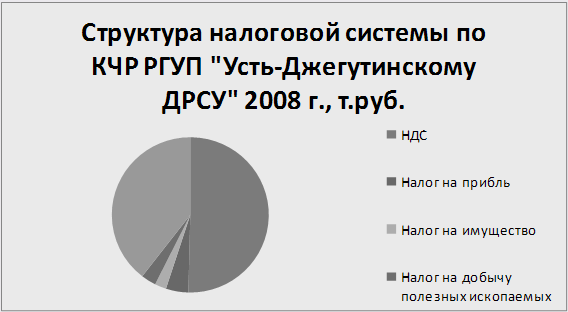 Структура налоговой системы по
КЧР РГУП "Усть-Джегутинскому
ДРСУ" 2008 г., т.руб.
НДС
Налог на прибль
Налог на имущество
Налог на добычу
полезных ископаемых